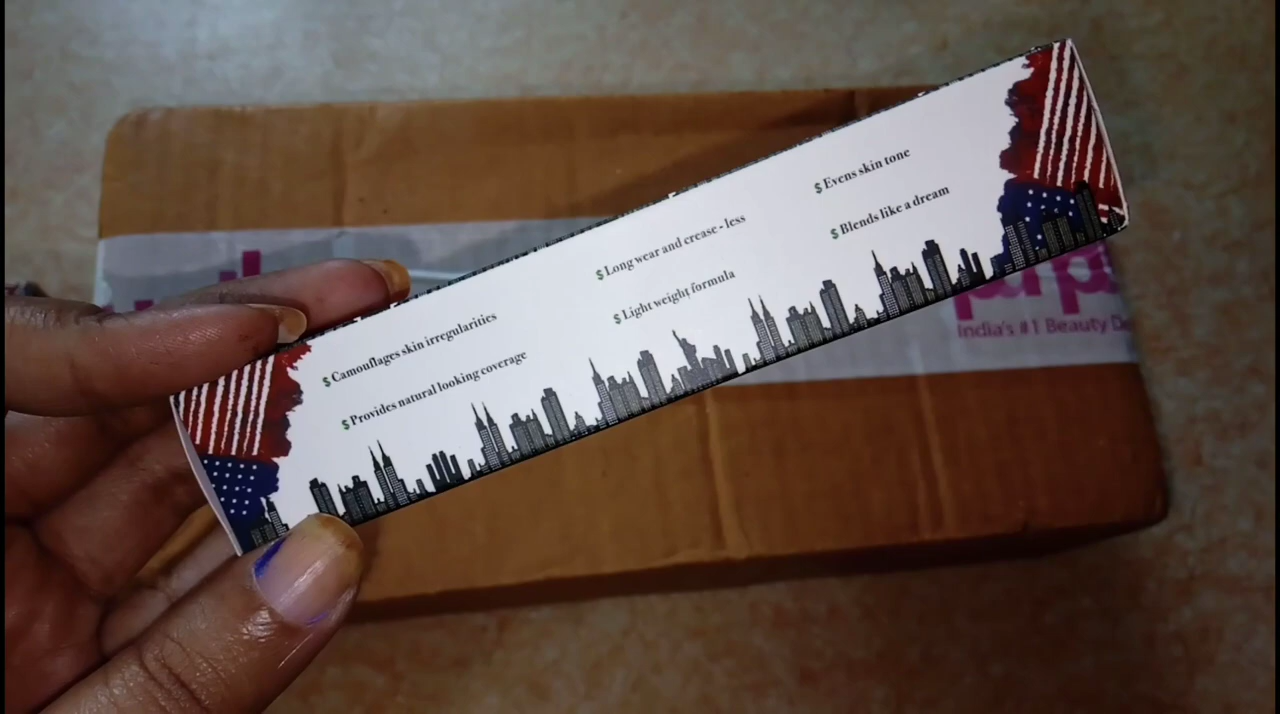 $ Camouflages skin irregularities
$ Provides natural looking coverage
$ Long wear and crease - less
$ Light weight formula
$ Evens skin tone
$ Blends like a dream
India's #1 Beauty